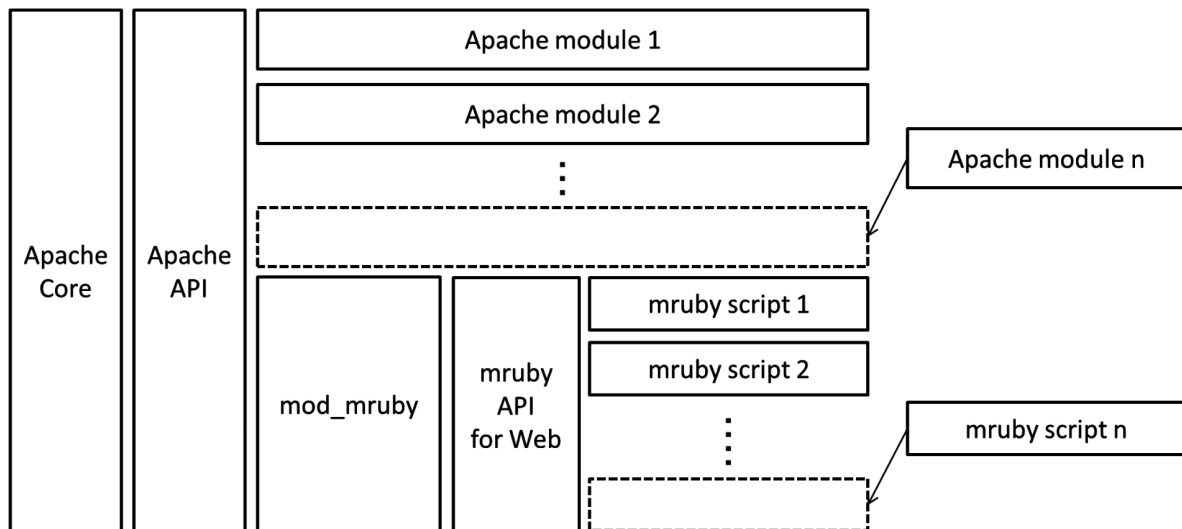 Apache
Core
Apache
API
Apache module 1
Apache module 2
Apache module n
mod_mruby
mruby
API
for Web
mruby script 1
mruby script 2
mruby script n